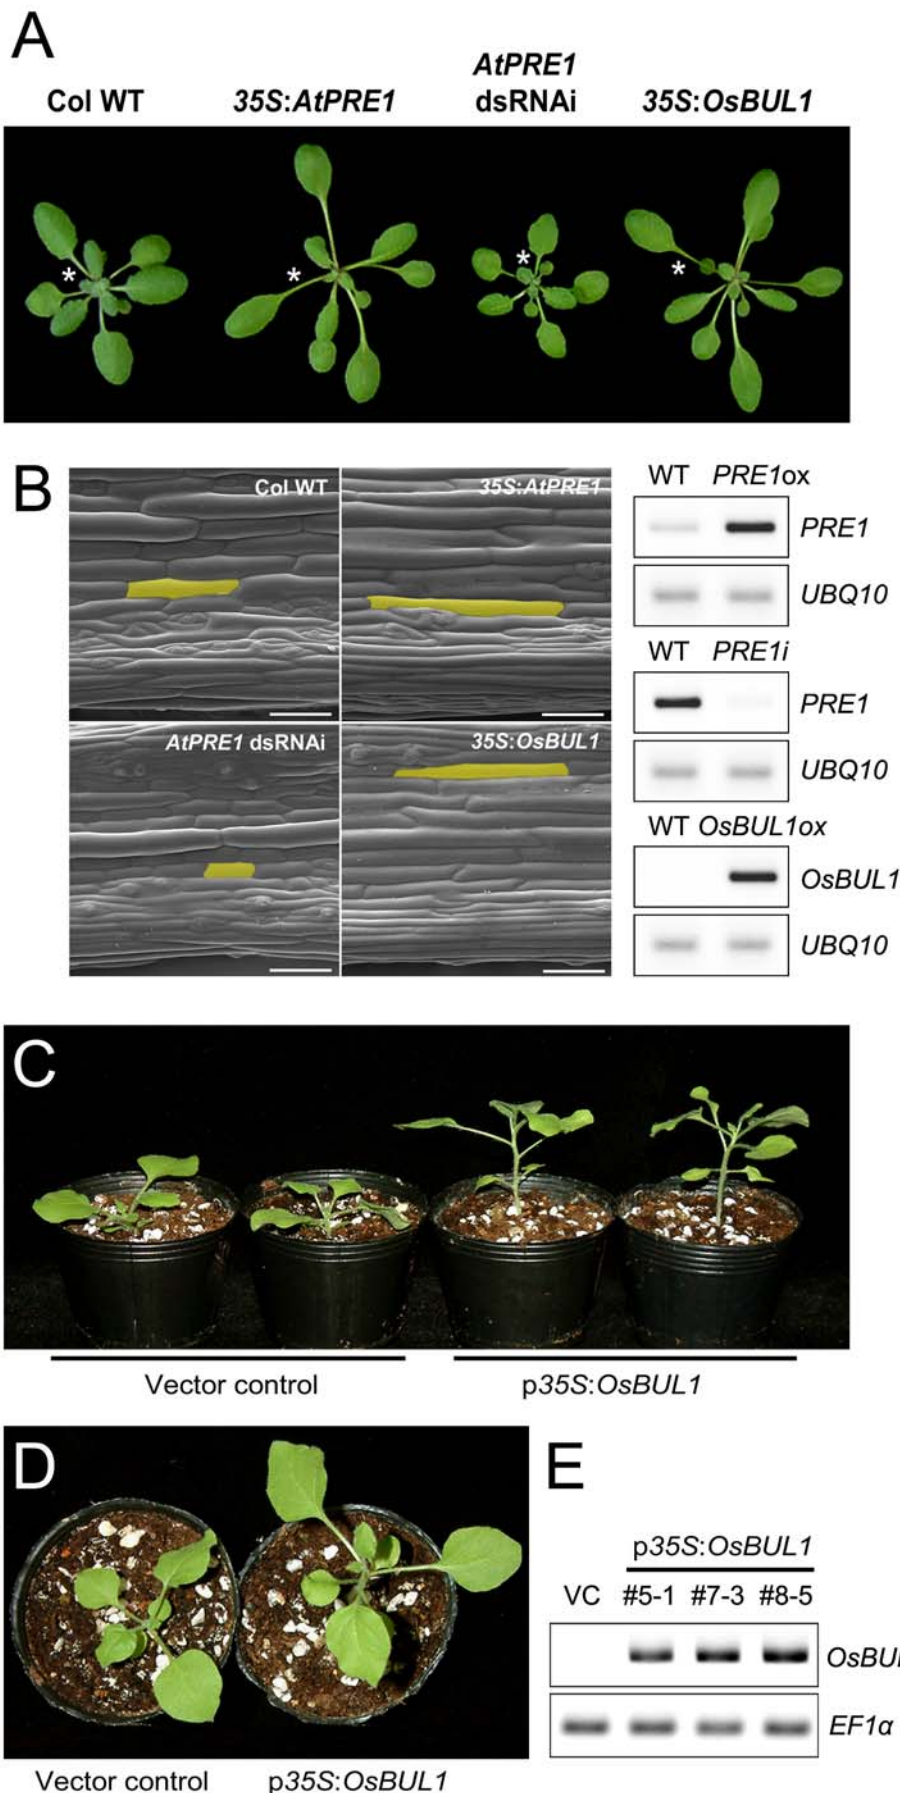 A
Col WT 35S:AtPRE1 AtPRE1 dsRNAi 35S:OsBUL1
*
*
*
*
B
Col WT
35S:AtPRE1
AtPRE1 dsRNAi
35S:OsBUL1
WT PRE1ox
PRE1
UBQ10
WT PRE1i
PRE1
UBQ10
WT OsBUL1ox
OsBUL1
UBQ10
C
Vector control p35S:OsBUL1
D
Vector control p35S:OsBUL1
E
p35S:OsBUL1
VC #5-1 #7-3 #8-5
OsBU
EF1α